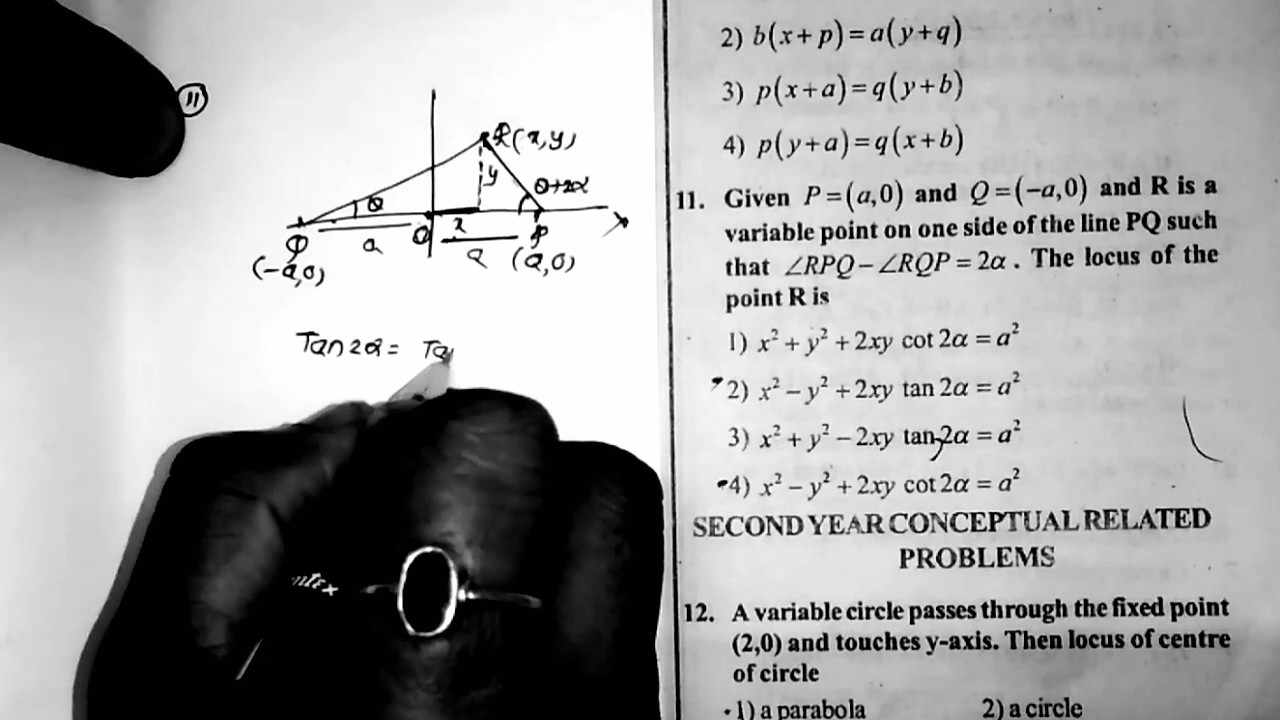 11
R(x,y)
y
θ+2α
θ
Q
a
O
x
a
P
(-a,0)
(a,0)
Tan2α = Ta
2) b(x+p)=a(y+q)
3) p(x+a)=q(y+b)
4) p(y+a)=q(x+b)
11. Given P=(a,0) and Q=(−a,0) and R is a
variable point on one side of the line PQ such
that ∠RPQ−∠RQP=2α. The locus of the
point R is
1) x²+y²+2xy cot 2α=a²
2) x²−y²+2xy tan 2α=a²
3) x²+y²−2xy tan 2α=a²
4) x²−y²+2xy cot 2α=a²
SECOND YEAR CONCEPTUAL RELATED
PROBLEMS
12. A variable circle passes through the fixed point
(2,0) and touches y-axis. Then locus of centre
of circle
1) a parabola 2) a circle